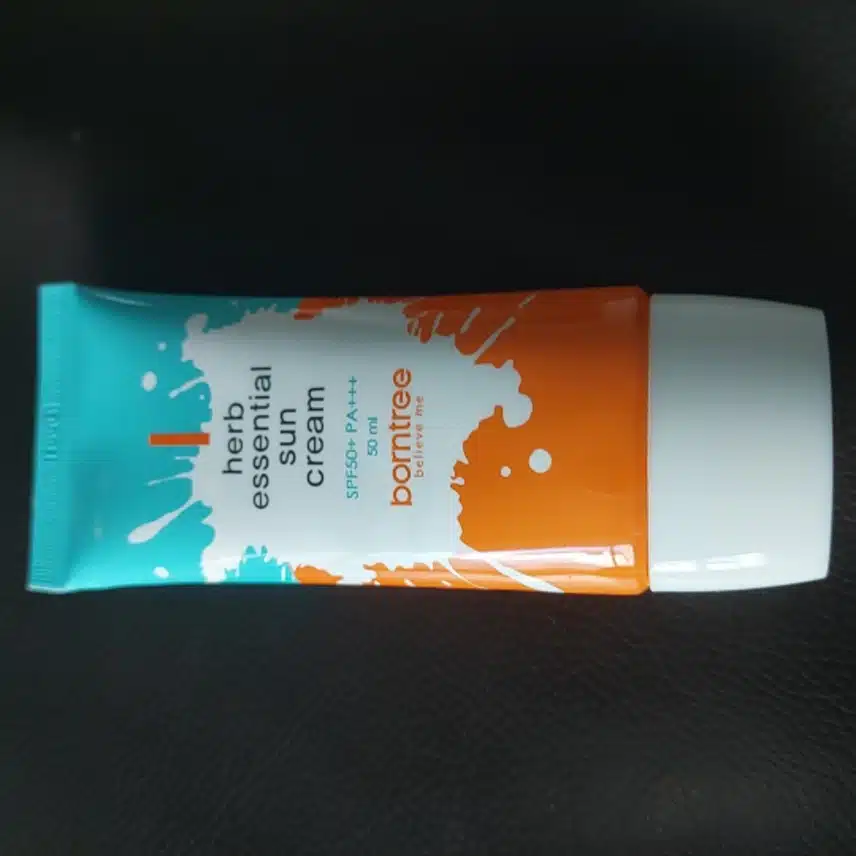 herb
essential
sun
cream
SPF50+ PA+++
50 ml
borntree
believe me